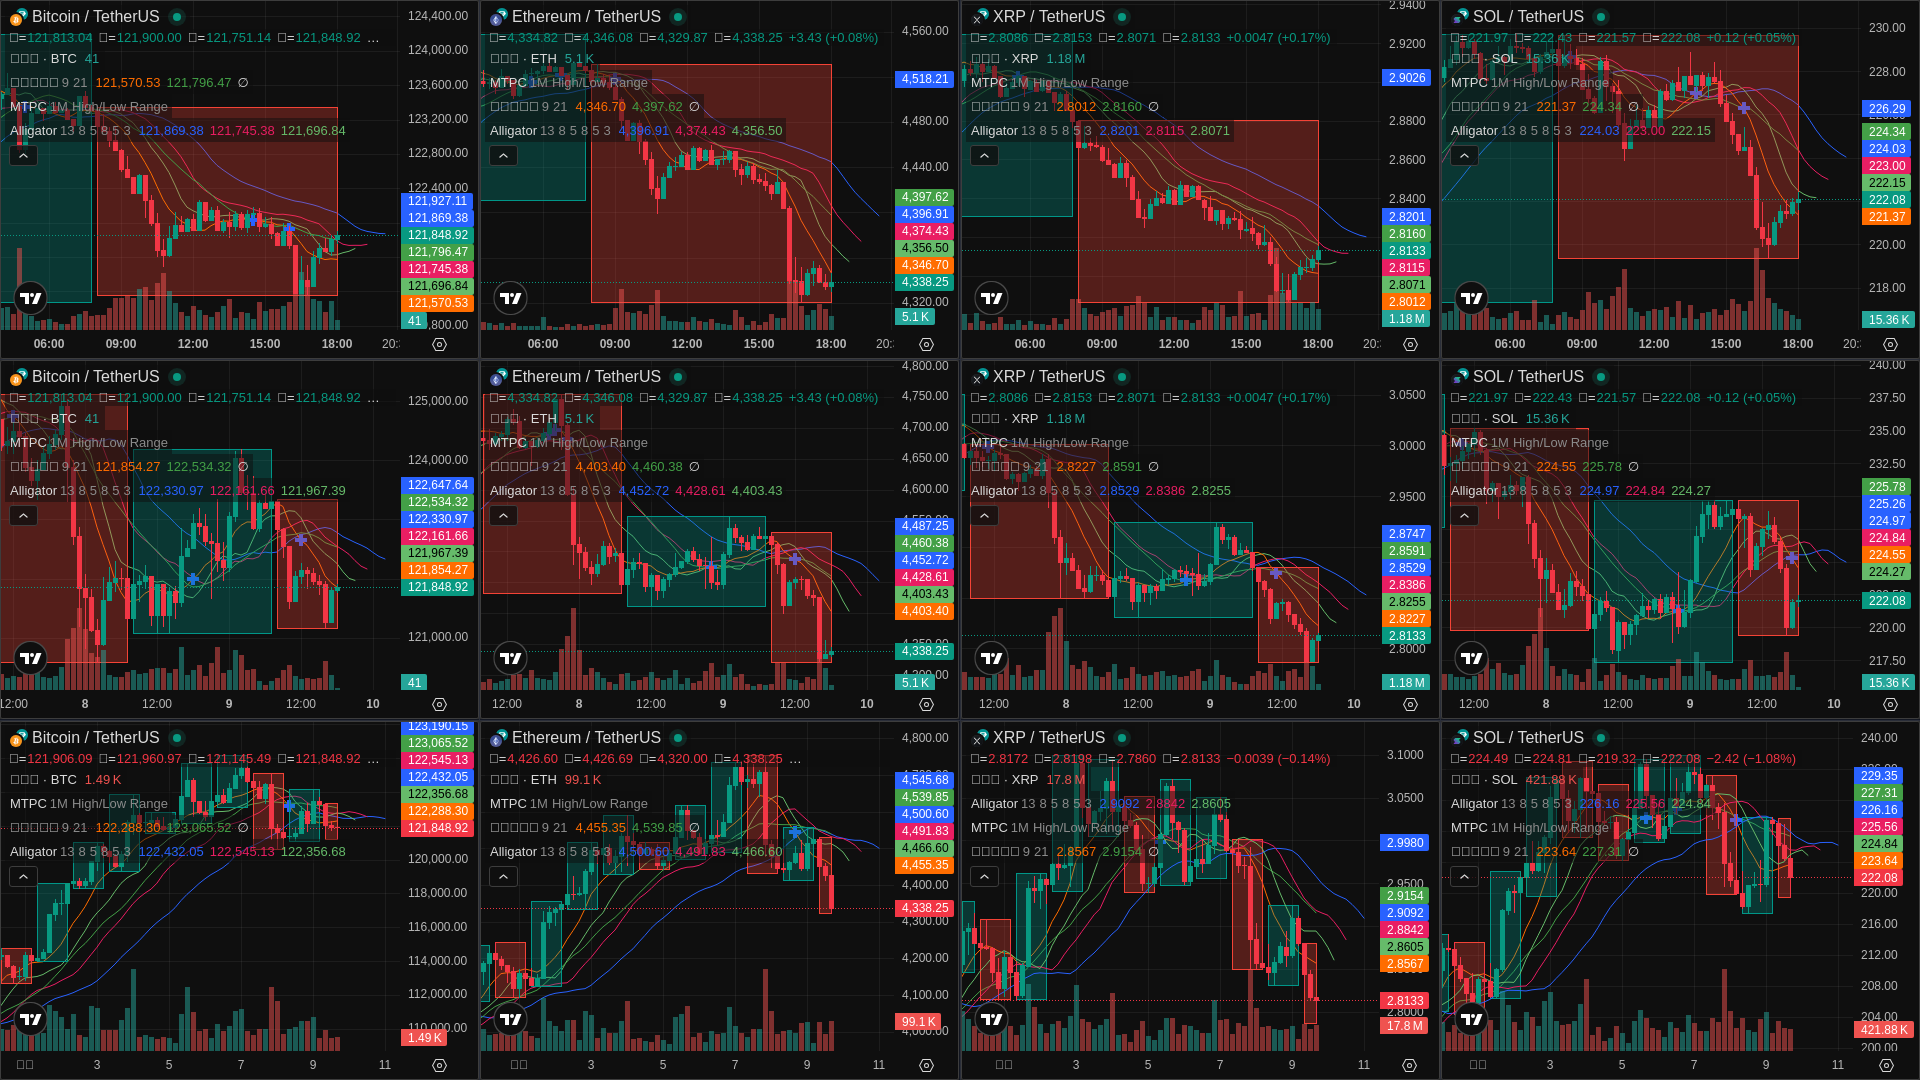 Bitcoin / TetherUS
=121,813.04 =121,900.00 =121,751.14 =121,848.92 ...
· BTC 41
9 21 121,570.53 121,796.47 ∅
MTPC 1M High/Low Range
Alligator 13 8 5 8 5 3 121,869.38 121,745.38 121,696.84
124,400.00
124,000.00
123,600.00
123,200.00
122,800.00
122,400.00
121,927.11
121,869.38
121,848.92
121,796.47
121,745.38
121,696.84
121,570.53
41
06:00 09:00 12:00 15:00 18:00
Ethereum / TetherUS
=4,334.82 =4,346.08 =4,329.87 =4,338.25 +3.43 (+0.08%)
· ETH 5.1 K
MTPC 1M High/Low Range
9 21 4,346.70 4,397.62 ∅
Alligator 13 8 5 8 5 3 4,396.91 4,374.43 4,356.50
4,560.00
4,518.21
4,480.00
4,440.00
4,397.62
4,396.91
4,374.43
4,356.50
4,346.70
4,338.25
4,320.00
5.1 K
06:00 09:00 12:00 15:00 18:00
XRP / TetherUS
=2.8086 =2.8153 =2.8071 =2.8133 +0.0047 (+0.17%)
· XRP 1.18 M
MTPC 1M High/Low Range
9 21 2.8012 2.8160 ∅
Alligator 13 8 5 8 5 3 2.8201 2.8115 2.8071
2.9400
2.9200
2.9026
2.8800
2.8600
2.8400
2.8201
2.8160
2.8133
2.8115
2.8071
2.8012
1.18 M
06:00 09:00 12:00 15:00 18:00
SOL / TetherUS
=221.97 =222.43 =221.57 =222.08 +0.12 (+0.05%)
· SOL 15.36 K
MTPC 1M High/Low Range
9 21 221.37 224.34 ∅
Alligator 13 8 5 8 5 3 224.03 223.00 222.15
230.00
228.00
226.29
224.34
224.03
223.00
222.15
222.08
221.37
220.00
218.00
15.36 K
06:00 09:00 12:00 15:00 18:00
Bitcoin / TetherUS
=121,813.04 =121,900.00 =121,751.14 =121,848.92 ...
· BTC 41
MTPC 1M High/Low Range
9 21 121,854.27 122,534.32 ∅
Alligator 13 8 5 8 5 3 122,330.97 122,161.66 121,967.39
125,000.00
124,000.00
122,647.64
122,534.32
122,330.97
122,161.66
121,967.39
121,854.27
121,848.92
121,000.00
41
12:00 8 12:00 9 12:00 10
Ethereum / TetherUS
=4,334.82 =4,346.08 =4,329.87 =4,338.25 +3.43 (+0.08%)
· ETH 5.1 K
MTPC 1M High/Low Range
9 21 4,403.40 4,460.38 ∅
Alligator 13 8 5 8 5 3 4,452.72 4,428.61 4,403.43
4,800.00
4,750.00
4,700.00
4,650.00
4,600.00
4,550.00
4,487.25
4,460.38
4,452.72
4,428.61
4,403.43
4,403.40
4,338.25
5.1 K
12:00 8 12:00 9 12:00 10
XRP / TetherUS
=2.8086 =2.8153 =2.8071 =2.8133 +0.0047 (+0.17%)
· XRP 1.18 M
MTPC 1M High/Low Range
9 21 2.8227 2.8591 ∅
Alligator 13 8 5 8 5 3 2.8529 2.8386 2.8255
3.0500
3.0000
2.9500
2.8747
2.8591
2.8529
2.8386
2.8255
2.8227
2.8133
2.8000
1.18 M
12:00 8 12:00 9 12:00 10
SOL / TetherUS
=221.97 =222.43 =221.57 =222.08 +0.12 (+0.05%)
· SOL 15.36 K
MTPC 1M High/Low Range
9 21 224.55 225.78 ∅
Alligator 13 8 5 8 5 3 224.97 224.84 224.27
240.00
237.50
235.00
232.50
230.00
225.78
225.26
224.97
224.84
224.55
224.27
222.08
220.00
217.50
15.36 K
12:00 8 12:00 9 12:00 10
Bitcoin / TetherUS
=121,906.09 =121,960.97 =121,145.49 =121,848.92 ...
· BTC 1.49 K
MTPC 1M High/Low Range
9 21 122,288.30 123,065.52 ∅
Alligator 13 8 5 8 5 3 122,432.05 122,545.13 122,356.68
123,190.15
123,065.52
122,545.13
122,432.05
122,356.68
122,288.30
121,848.92
120,000.00
118,000.00
116,000.00
114,000.00
112,000.00
1.49 K
3 5 7 9 11
Ethereum / TetherUS
=4,426.60 =4,426.69 =4,320.00 =4,338.25 ...
· ETH 99.1 K
MTPC 1M High/Low Range
9 21 4,455.35 4,539.85 ∅
Alligator 13 8 5 8 5 3 4,500.60 4,491.83 4,466.60
4,800.00
4,545.68
4,539.85
4,500.60
4,491.83
4,466.60
4,455.35
4,400.00
4,338.25
4,300.00
4,200.00
4,100.00
99.1 K
4,000.00
3 5 7 9 11
XRP / TetherUS
=2.8172 =2.8198 =2.7860 =2.8133 −0.0039 (−0.14%)
· XRP 17.8 M
Alligator 13 8 5 8 5 3 2.9092 2.8842 2.8605
MTPC 1M High/Low Range
9 21 2.8567 2.9154 ∅
3.1000
3.0500
2.9980
2.9500
2.9154
2.9092
2.8842
2.8605
2.8567
2.8133
2.8000
17.8 M
3 5 7 9 11
SOL / TetherUS
=224.49 =224.81 =219.32 =222.08 −2.42 (−1.08%)
· SOL 421.88 K
Alligator 13 8 5 8 5 3 226.16 225.56 224.84
MTPC 1M High/Low Range
9 21 223.64 227.31 ∅
240.00
229.35
227.31
226.16
225.56
224.84
223.64
222.08
220.00
216.00
212.00
208.00
204.00
421.88 K
200.00
3 5 7 9 11